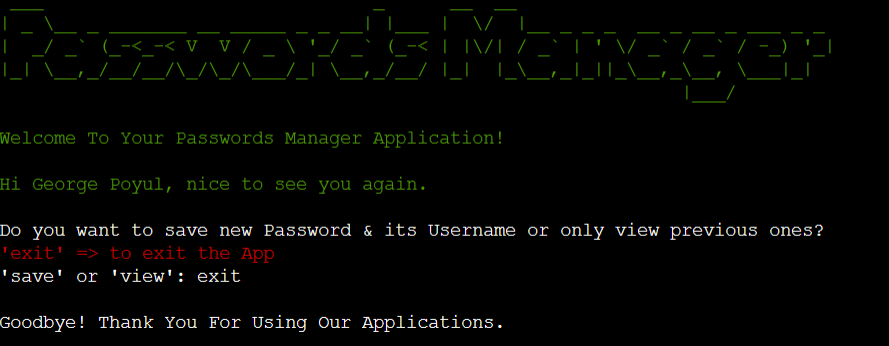 Passwords Manager
Welcome To Your Passwords Manager Application!
Hi George Poyul, nice to see you again.
Do you want to save new Password & its Username or only view previous ones?
'exit' => to exit the App
'save' or 'view': exit
Goodbye! Thank You For Using Our Applications.